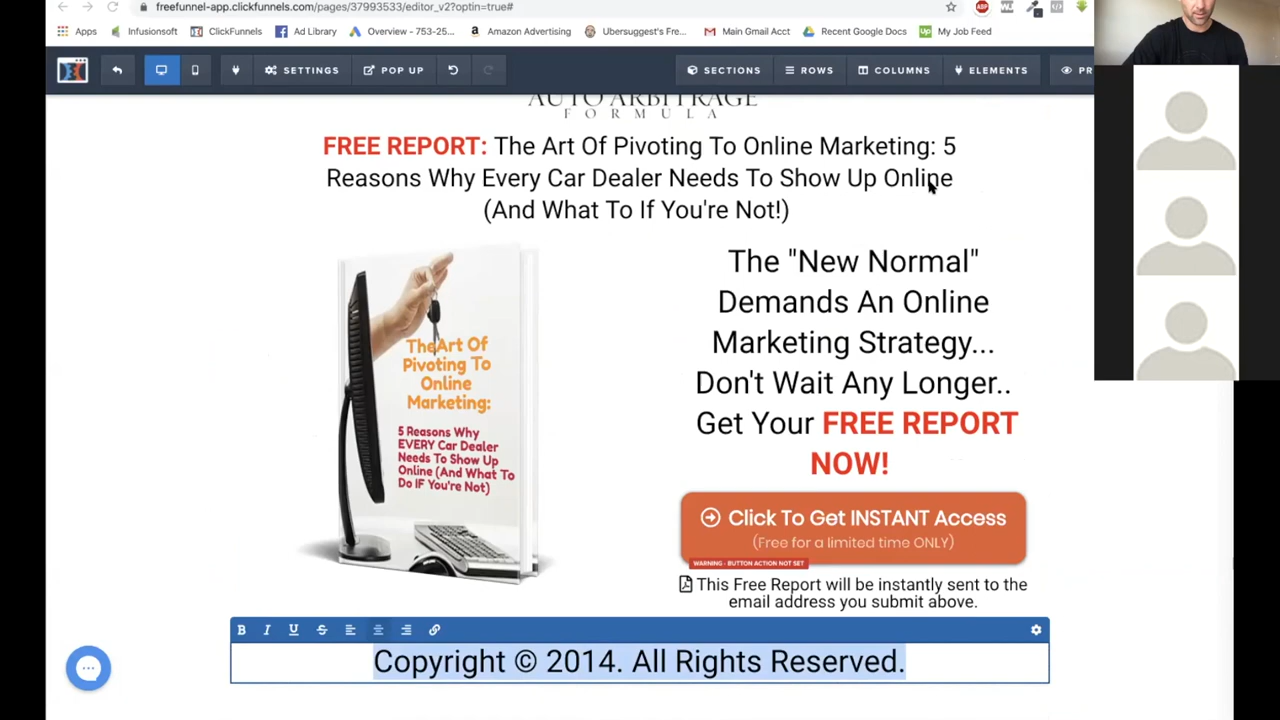 freefunnel-app.clickfunnels.com/pages/37993533/editor_v2?optin=true#
ABP
Apps Infusionsoft ClickFunnels Ad Library Overview - 753-25... Amazon Advertising Ubersuggest's Fre... Main Gmail Acct Recent Google Docs Up My Job Feed
SETTINGS POP UP SECTIONS ROWS COLUMNS ELEMENTS PR
AUTO ARBITRAGE
FORMULA
FREE REPORT: The Art Of Pivoting To Online Marketing: 5
Reasons Why Every Car Dealer Needs To Show Up Online
(And What To If You're Not!)
TheArt Of
Pivoting To
Online
Marketing:
5 Reasons Why
EVERY Car Dealer
Needs To Show Up
Online (And What To
Do IF You're Not)
The "New Normal"
Demands An Online
Marketing Strategy...
Don't Wait Any Longer..
Get Your FREE REPORT
NOW!
Click To Get INSTANT Access
(Free for a limited time ONLY)
WARNING - BUTTON ACTION NOT SET
This Free Report will be instantly sent to the
email address you submit above.
B I U S
Copyright © 2014. All Rights Reserved.